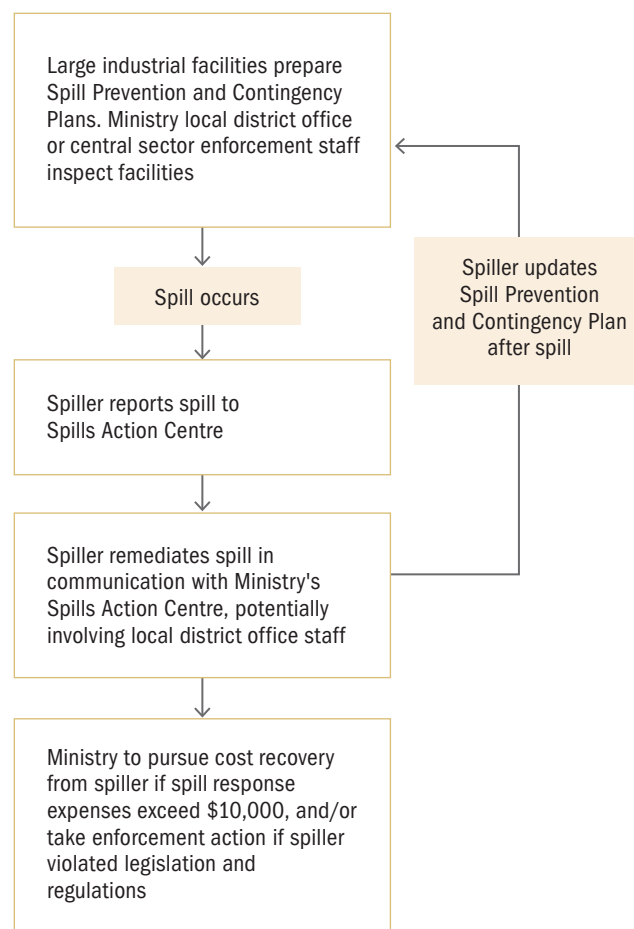 Large industrial facilities prepare
Spill Prevention and Contingency
Plans. Ministry local district office
or central sector enforcement staff
inspect facilities
Spill occurs
Spiller reports spill to
Spills Action Centre
Spiller remediates spill in
communication with Ministry's
Spills Action Centre, potentially
involving local district office staff
Spiller updates
Spill Prevention
and Contingency Plan
after spill
Ministry to pursue cost recovery
from spiller if spill response
expenses exceed $10,000, and/or
take enforcement action if spiller
violated legislation and
regulations